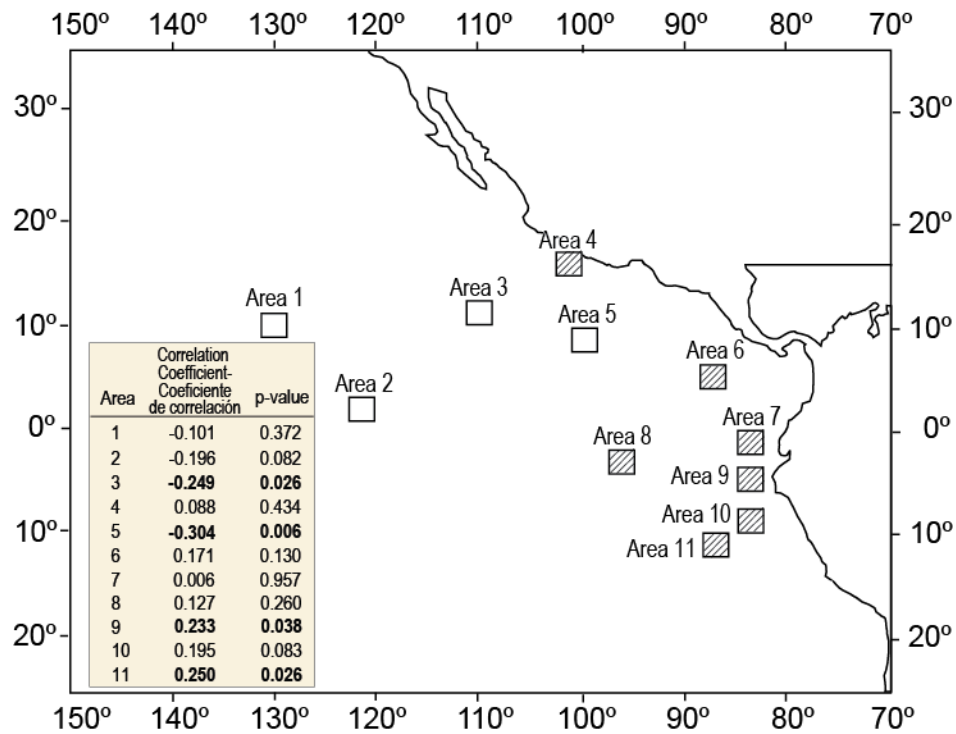 150º 140º 130º 120º 110º 100º 90º 80º 70º
30º 30º
20º 20º
Area 4
Area 3
Area 1
Area 5
10º 10º
Area 6
Area 2
Area 7
0º 0º
Area 8
Area 9
Area 10
10º 10º
Area 11
20º 20º
Correlation
Coefficient-
Coeficiente
Area de correlación p-value
1 -0.101 0.372
2 -0.196 0.082
3 -0.249 0.026
4 0.088 0.434
5 -0.304 0.006
6 0.171 0.130
7 0.006 0.957
8 0.127 0.260
9 0.233 0.038
10 0.195 0.083
11 0.250 0.026
150º 140º 130º 120º 110º 100º 90º 80º 70º